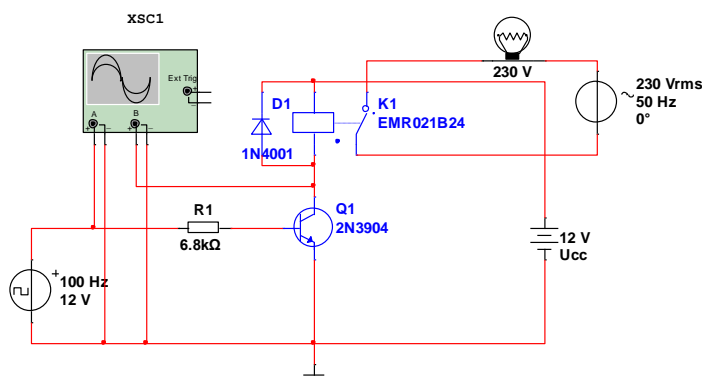 XSC1
Ext Trig
+
_
A
B
+ _ + _
230 V
~ 230 Vrms
50 Hz
0°
D1
K1
EMR021B24
1N4001
R1
6.8kΩ
Q1
2N3904
12 V
Ucc
+
100 Hz
12 V